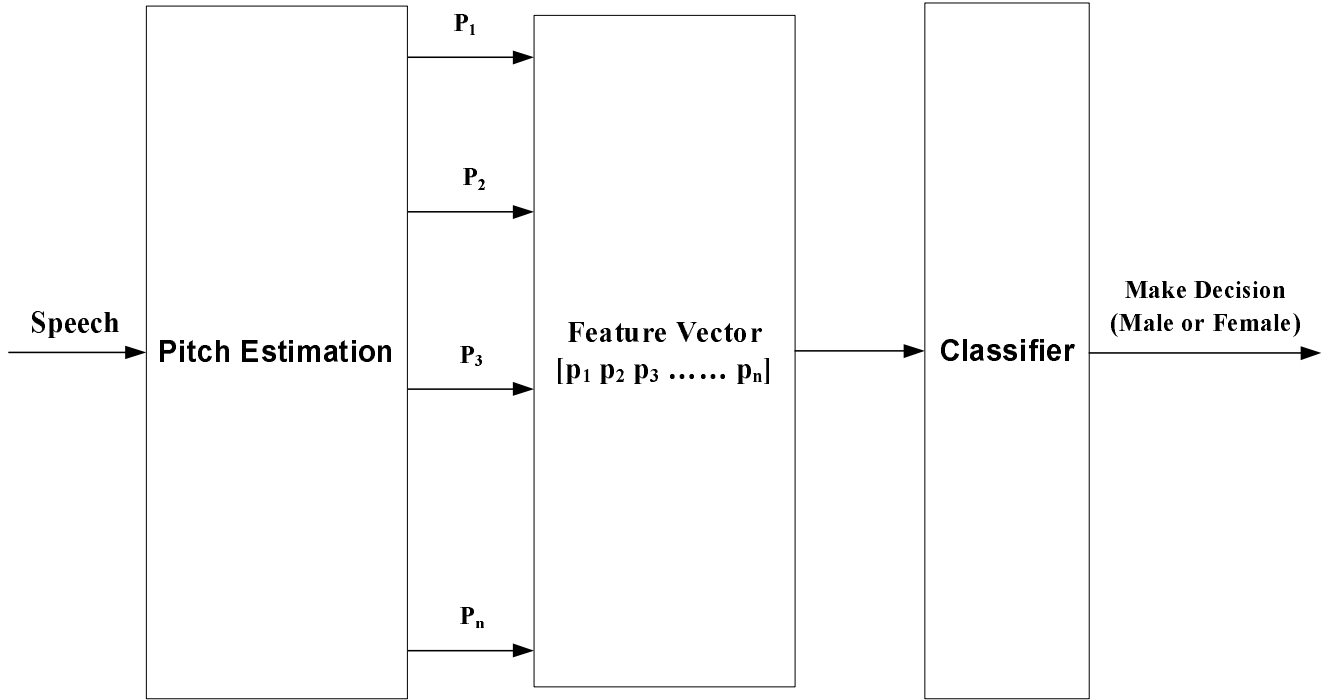 P1
P2
Speech
Pitch Estimation
P3
Feature Vector
[p1 p2 p3 …… pn]
Classifier
Make Decision
(Male or Female)
Pn